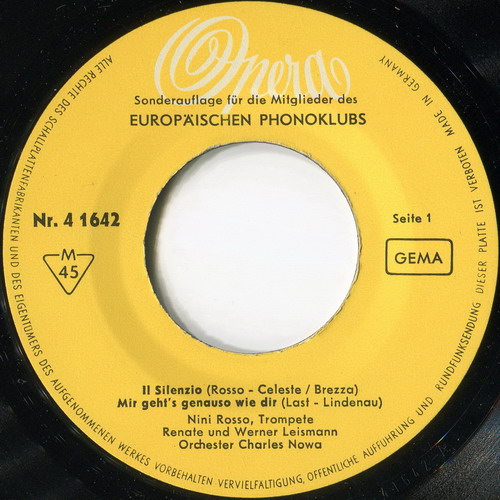 Opera
Sonderauflage für die Mitglieder des
EUROPÄISCHEN PHONOKLUBS
Nr. 4 1642
Seite 1
M
45
GEMA
Il Silenzio (Rosso - Celeste / Brezza)
Mir geht's genauso wie dir (Last - Lindenau)
Nini Rosso, Trompete
Renate und Werner Leismann
Orchester Charles Nowa
ALLE RECHTE DES SCHALLPLATTENFABRIKANTEN UND DES EIGENTÜMERS DES AUFGENOMMENEN WERKES VORBEHALTEN VERVIELFÄLTIGUNG, ÖFFENTLICHE AUFFÜHRUNG UND RUNDFUNKSENDUNG DIESER PLATTE IST VERBOTEN MADE IN GERMANY